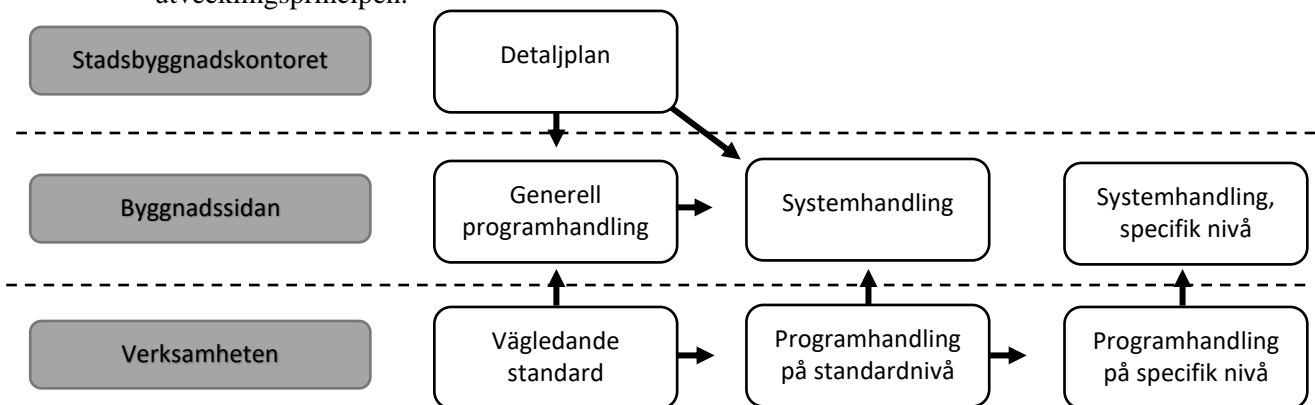 utvecklingsprincipen.
Stadsbyggnadskontoret
Detaljplan
Byggnadssidan
Generell
programhandling
Systemhandling
Systemhandling,
specifik nivå
Verksamheten
Vägledande
standard
Programhandling
på standardnivå
Programhandling
på specifik nivå